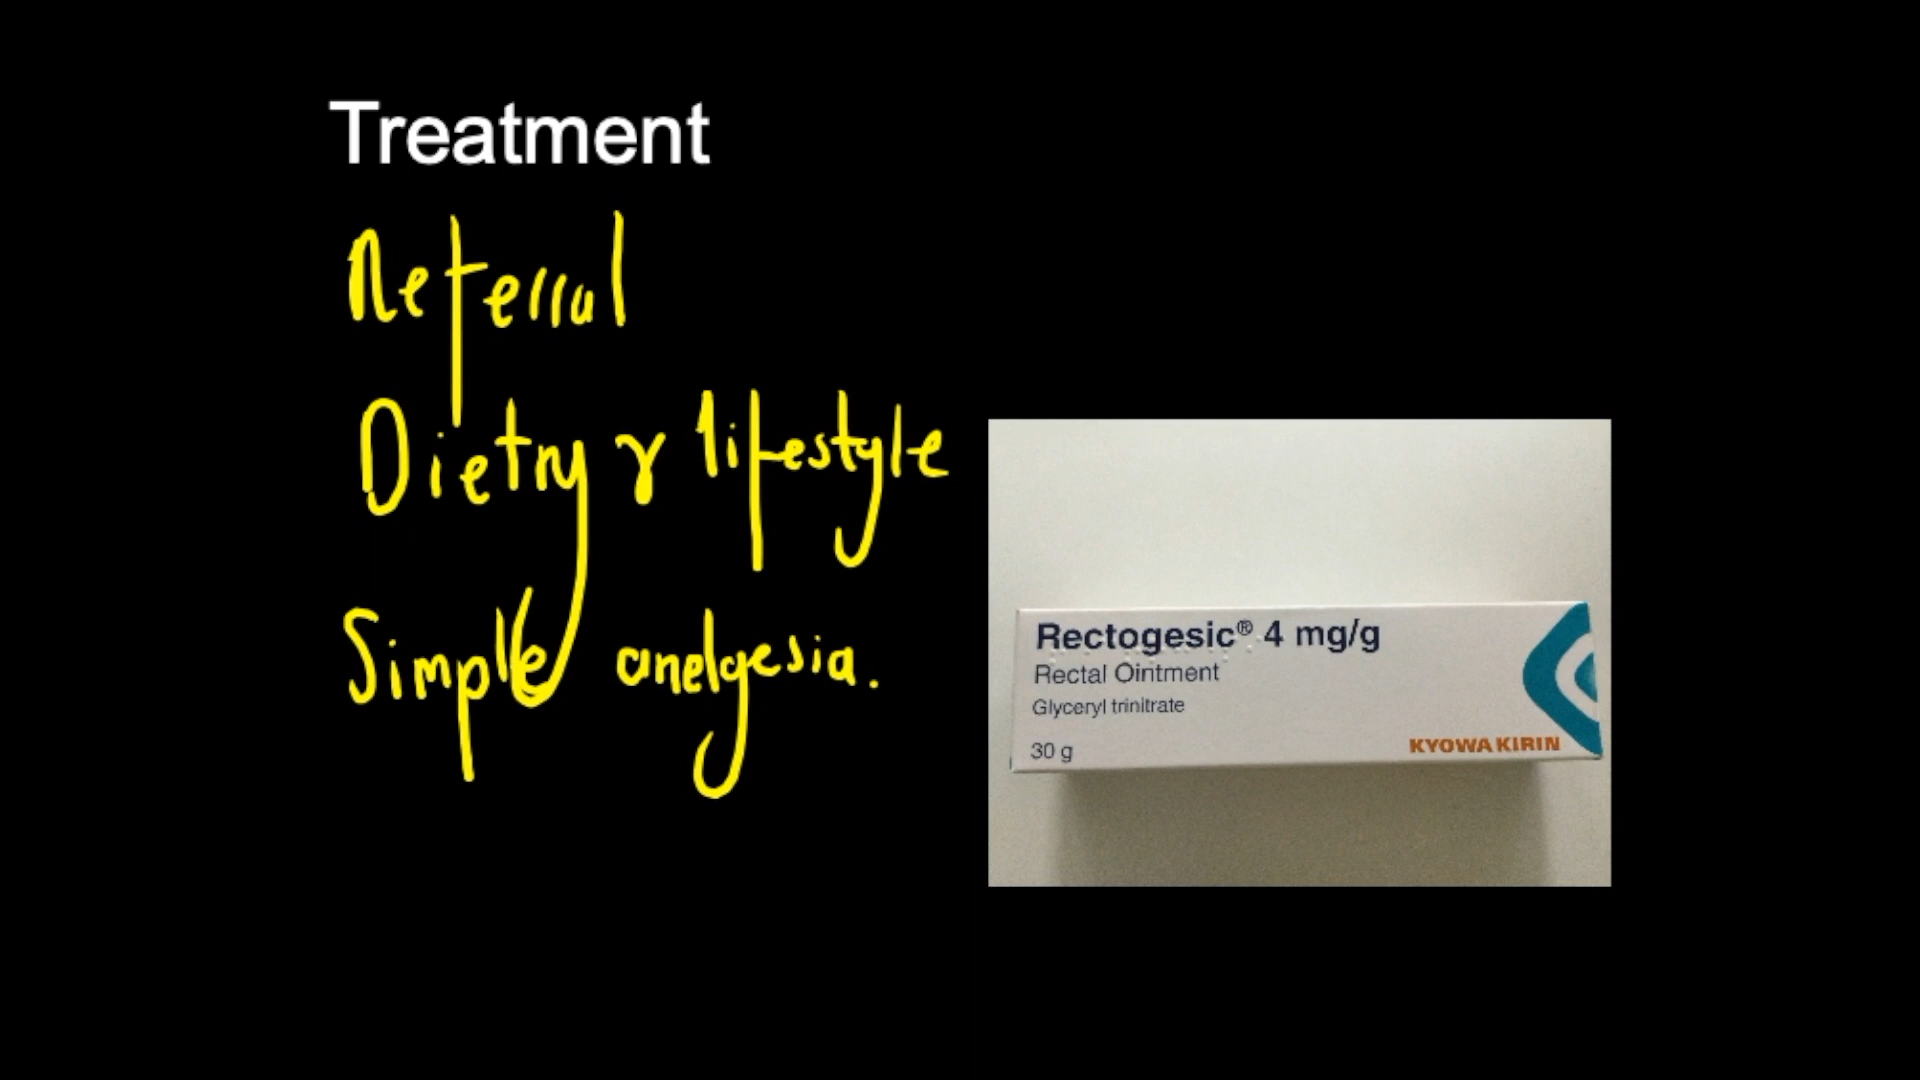 Treatment
Referral
Dietry & lifestyle
Simple analgesia.
Rectogesic® 4 mg/g
Rectal Ointment
Glyceryl trinitrate
30 g
KYOWA KIRIN